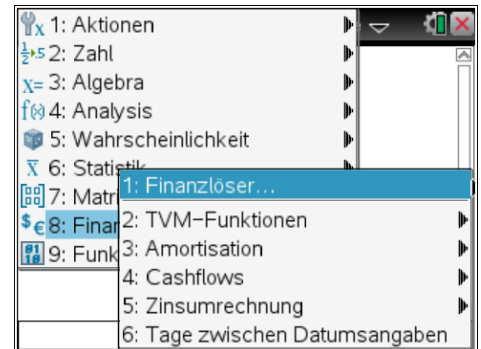 1: Aktionen
2: Zahl
3: Algebra
4: Analysis
5: Wahrscheinlichkeit
6: Statistik
7: Matri
8: Finan
9: Funk
1: Finanzlöser...
2: TVM-Funktionen
3: Amortisation
4: Cashflows
5: Zinsumrechnung
6: Tage zwischen Datumsangaben